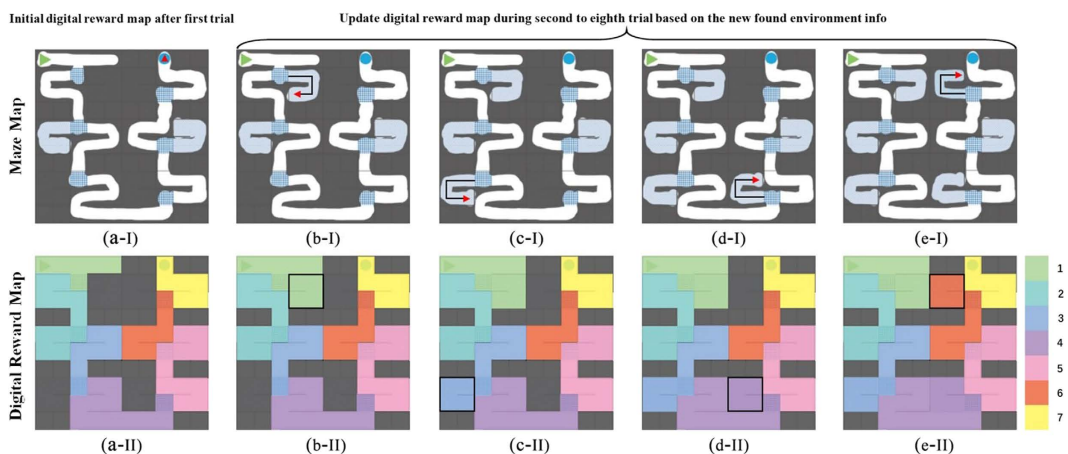 Initial digital reward map after first trial
Update digital reward map during second to eighth trial based on the new found environment info
Maze Map
(a-I)
(b-I)
(c-I)
(d-I)
(e-I)
Digital Reward Map
1
2
3
4
5
6
7
(a-II)
(b-II)
(c-II)
(d-II)
(e-II)